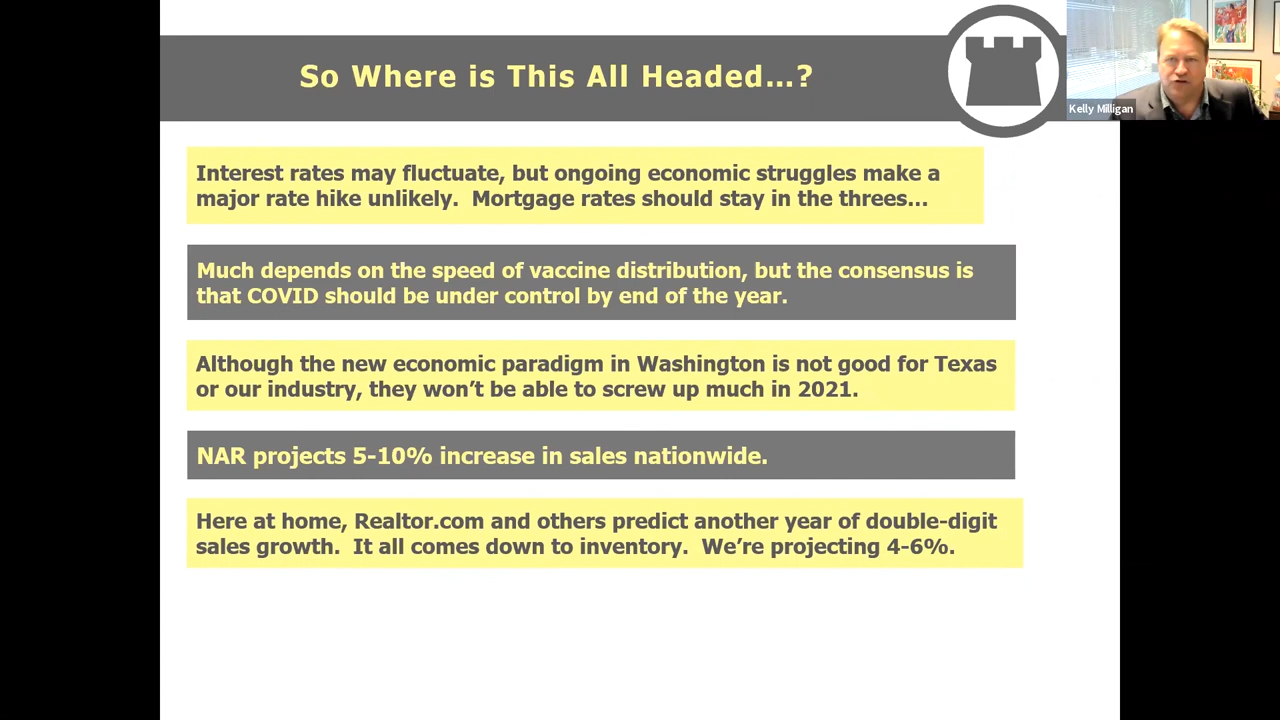 So Where is This All Headed…?
Kelly Milligan
Interest rates may fluctuate, but ongoing economic struggles make a
major rate hike unlikely.  Mortgage rates should stay in the threes…
Much depends on the speed of vaccine distribution, but the consensus is
that COVID should be under control by end of the year.
Although the new economic paradigm in Washington is not good for Texas
or our industry, they won’t be able to screw up much in 2021.
NAR projects 5-10% increase in sales nationwide.
Here at home, Realtor.com and others predict another year of double-digit
sales growth.  It all comes down to inventory.  We’re projecting 4-6%.